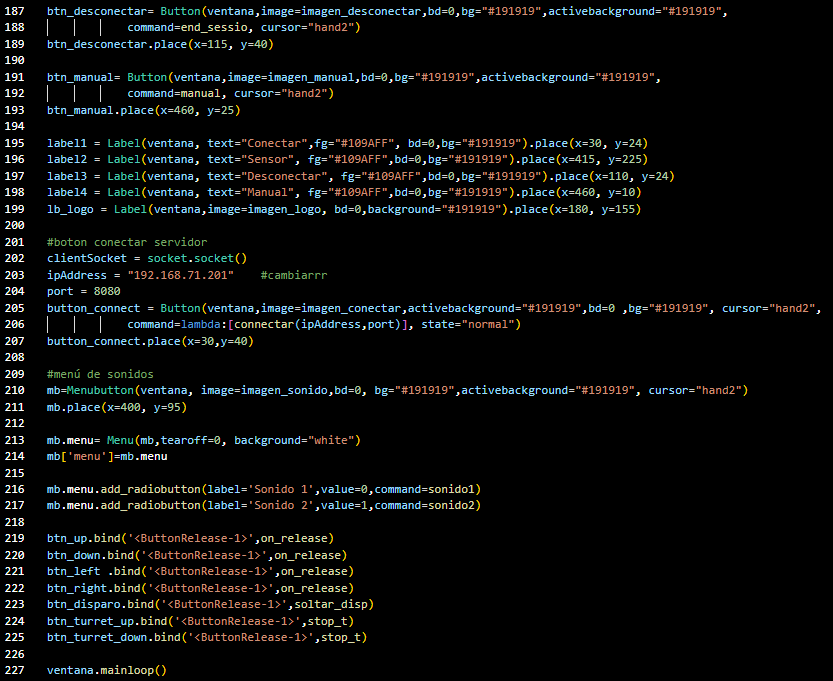 187 btn_desconectar= Button(ventana,image=imagen_desconectar,bd=0,bg="#191919",activebackground="#191919",
188             command=end_sessio, cursor="hand2")
189 btn_desconectar.place(x=115, y=40)
190
191 btn_manual= Button(ventana,image=imagen_manual,bd=0,bg="#191919",activebackground="#191919",
192             command=manual, cursor="hand2")
193 btn_manual.place(x=460, y=25)
194
195 label1 = Label(ventana, text="Conectar",fg="#109AFF", bd=0,bg="#191919").place(x=30, y=24)
196 label2 = Label(ventana, text="Sensor", fg="#109AFF",bd=0,bg="#191919").place(x=415, y=225)
197 label3 = Label(ventana, text="Desconectar", fg="#109AFF",bd=0,bg="#191919").place(x=110, y=24)
198 label4 = Label(ventana, text="Manual", fg="#109AFF",bd=0,bg="#191919").place(x=460, y=10)
199 lb_logo = Label(ventana,image=imagen_logo, bd=0,background="#191919").place(x=180, y=155)
200
201 #boton conectar servidor
202 clientSocket = socket.socket()
203 ipAddress = "192.168.71.201"    #cambiarrr
204 port = 8080
205 button_connect = Button(ventana,image=imagen_conectar,activebackground="#191919",bd=0 ,bg="#191919", cursor="hand2",
206             command=lambda:[connectar(ipAddress,port)], state="normal")
207 button_connect.place(x=30,y=40)
208
209 #menú de sonidos
210 mb=Menubutton(ventana, image=imagen_sonido,bd=0, bg="#191919",activebackground="#191919", cursor="hand2")
211 mb.place(x=400, y=95)
212
213 mb.menu= Menu(mb,tearoff=0, background="white")
214 mb['menu']=mb.menu
215
216 mb.menu.add_radiobutton(label='Sonido 1',value=0,command=sonido1)
217 mb.menu.add_radiobutton(label='Sonido 2',value=1,command=sonido2)
218
219 btn_up.bind('<ButtonRelease-1>',on_release)
220 btn_down.bind('<ButtonRelease-1>',on_release)
221 btn_left .bind('<ButtonRelease-1>',on_release)
222 btn_right.bind('<ButtonRelease-1>',on_release)
223 btn_disparo.bind('<ButtonRelease-1>',soltar_disp)
224 btn_turret_up.bind('<ButtonRelease-1>',stop_t)
225 btn_turret_down.bind('<ButtonRelease-1>',stop_t)
226
227 ventana.mainloop()